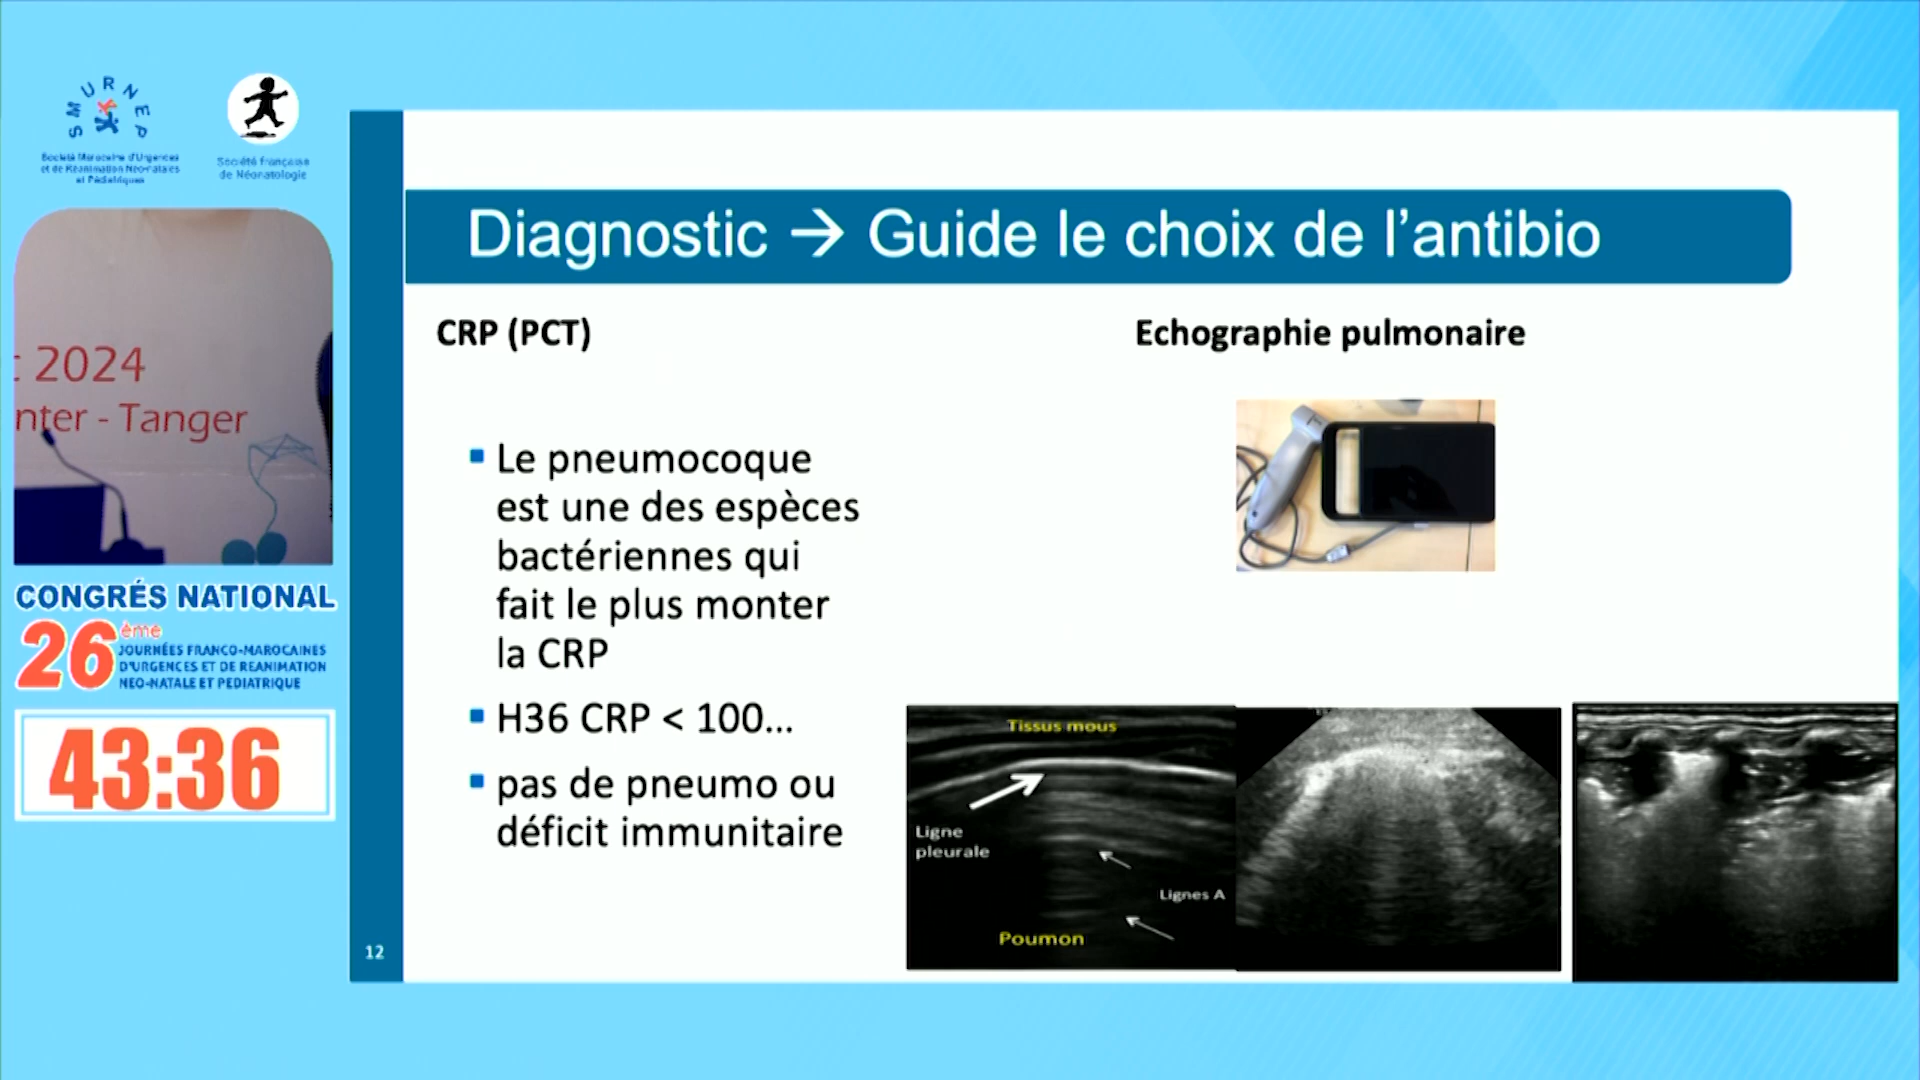 SMURNEP
Société Marocaine d'Urgences
et de Réanimation Néo-natales
et Pédiatriques
Société française
de Néonatologie
2024
nter - Tanger
CONGRÉS NATIONAL
26ème
JOURNÉES FRANCO-MAROCAINES
D'URGENCES ET DE REANIMATION
NEO-NATALE ET PEDIATRIQUE
43:36
Diagnostic → Guide le choix de l'antibio
CRP (PCT)
▪ Le pneumocoque
est une des espèces
bactériennes qui
fait le plus monter
la CRP
▪ H36 CRP < 100...
▪ pas de pneumo ou
déficit immunitaire
Echographie pulmonaire
Tissus mous
Ligne
pleurale
Lignes A
Poumon
12